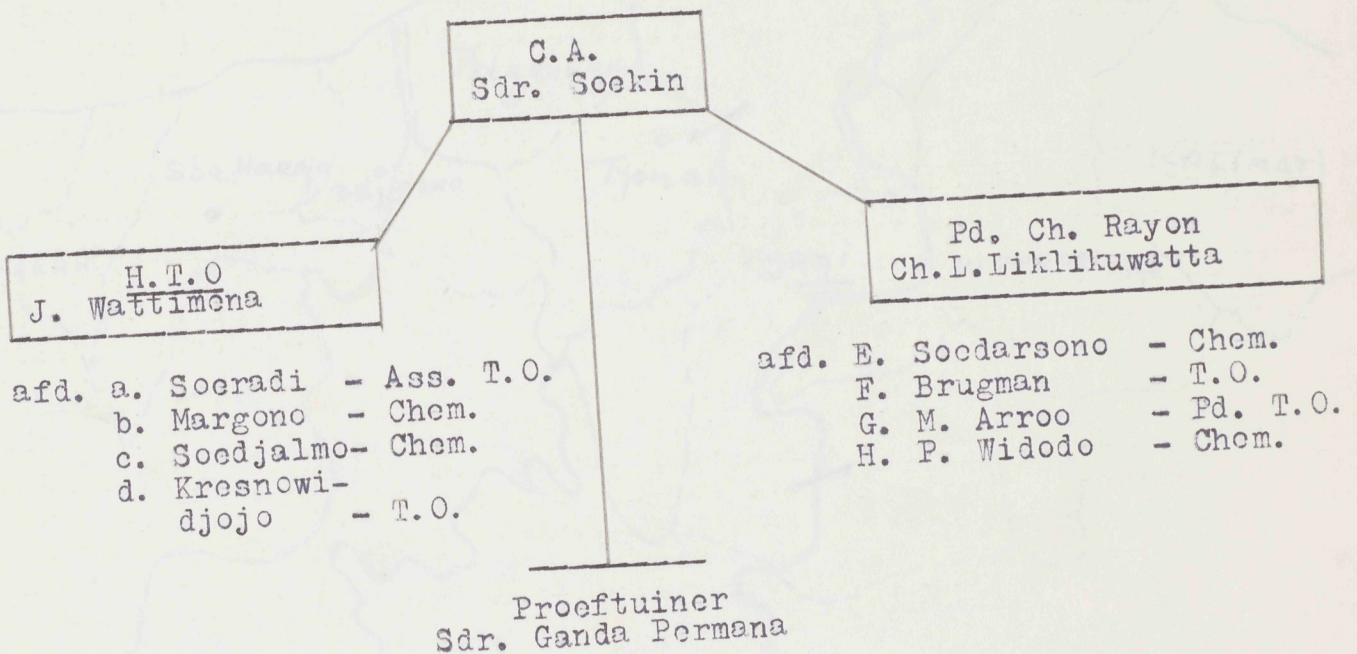 C.A.
Sdr. Soekin
H.T.O
J. Wattimena
Pd. Ch. Rayon
Ch.L.Liklikuwatta
afd. a. Soeradi - Ass. T.O.
b. Margono - Chem.
c. Soedjalmo- Chem.
d. Kresnowi-
djojo - T.O.
afd. E. Soedarsono - Chem.
F. Brugman - T.O.
G. M. Arroo - Pd. T.O.
H. P. Widodo - Chem.
Proeftuiner
Sdr. Ganda Permana